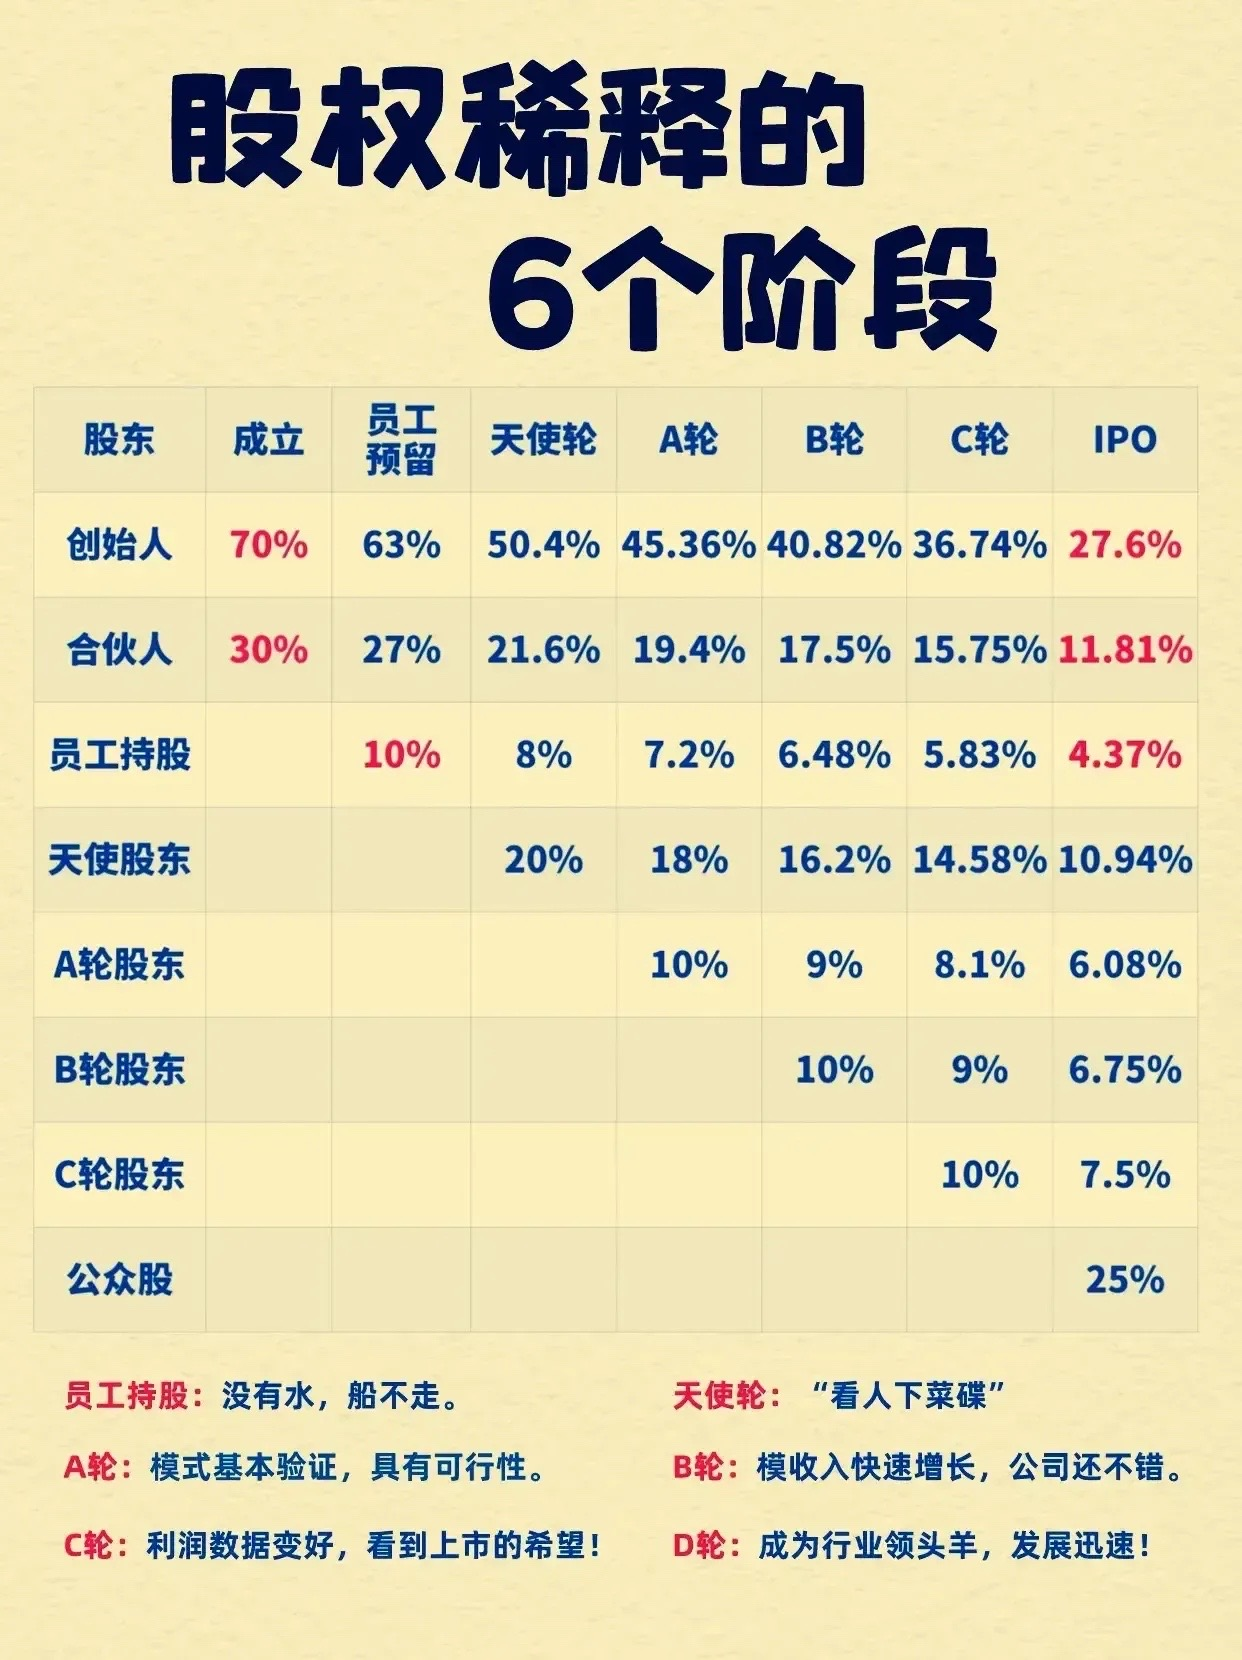 股权稀释的
6个阶段
股东 成立 员工预留 天使轮 A轮 B轮 C轮 IPO
创始人 70% 63% 50.4% 45.36% 40.82% 36.74% 27.6%
合伙人 30% 27% 21.6% 19.4% 17.5% 15.75% 11.81%
员工持股 10% 8% 7.2% 6.48% 5.83% 4.37%
天使股东 20% 18% 16.2% 14.58% 10.94%
A轮股东 10% 9% 8.1% 6.08%
B轮股东 10% 9% 6.75%
C轮股东 10% 7.5%
公众股 25%
员工持股：没有水，船不走。 天使轮：“看人下菜碟”
A轮：模式基本验证，具有可行性。 B轮：模收入快速增长，公司还不错。
C轮：利润数据变好，看到上市的希望！ D轮：成为行业领头羊，发展迅速！